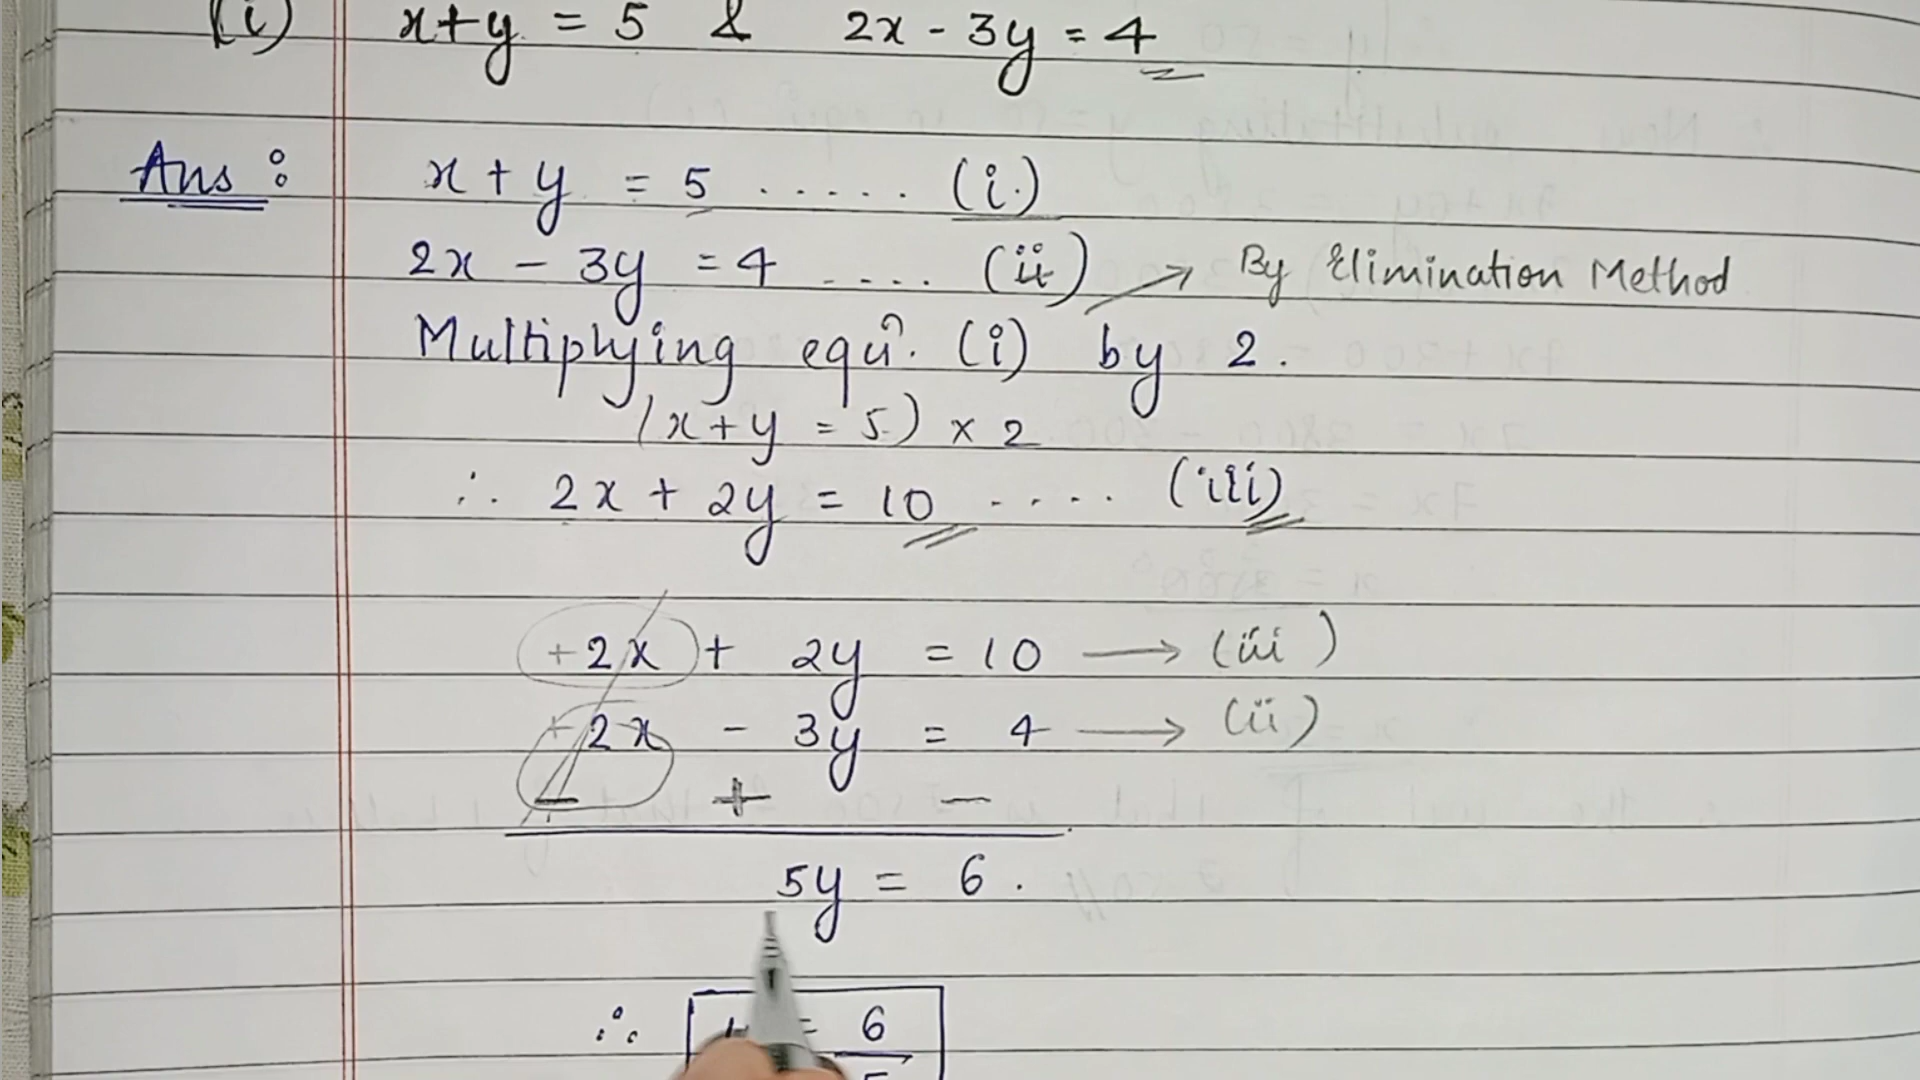 (i) x+y = 5 & 2x - 3y = 4
Ans : x + y = 5 ..... (i)
2x - 3y = 4 .... (ii) → By Elimination Method
Multiplying equⁿ. (i) by 2.
(x+y = 5) × 2
∴ 2x + 2y = 10 .... (iii)
+2x + 2y = 10 → (iii)
+2x - 3y = 4 → (ii)
- + -
5y = 6.
∴ = 6